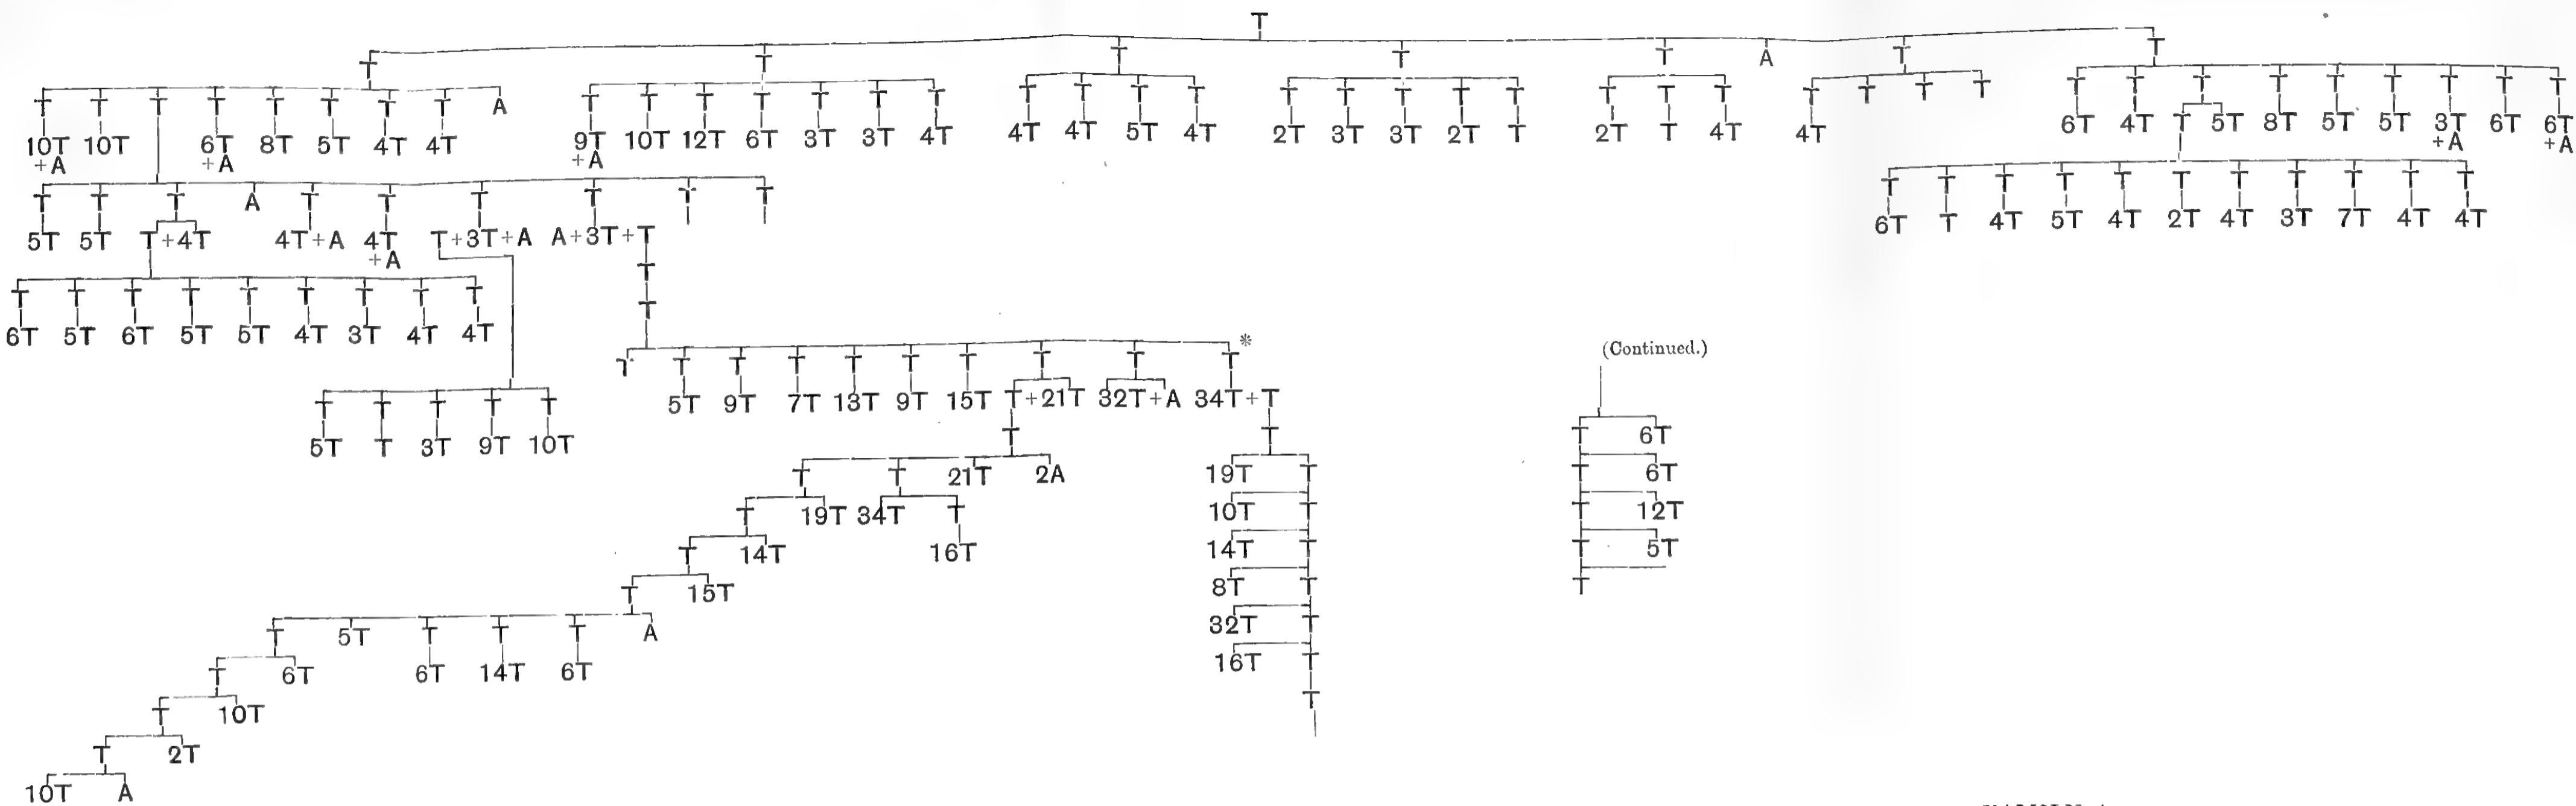 T
T T T T T A T T
T T T T T T T T A T T T T T T T T T T T T T T T T T T T T T T T T T T T T T T T T T
10T 10T 6T 8T 5T 4T 4T 9T 10T 12T 6T 3T 3T 4T 4T 4T 5T 4T 2T 3T 3T 2T T 2T T 4T 4T 6T 4T T 5T 8T 5T 5T 3T 6T 6T
+A +A +A +A +A
T T T A T T T T T T T T T T T T T T T T T
5T 5T T+4T 4T+A 4T T+3T+A A+3T+T 6T T 4T 5T 4T 2T 4T 3T 7T 4T 4T
+A
T
T T T T T T T T T T
6T 5T 6T 5T 5T 4T 3T 4T 4T
T T T T T T T T T T*
(Continued.)
5T 9T 7T 13T 9T 15T T+21T 32T+A 34T+T
T T T T T
5T T 3T 9T 10T
T T T 6T
T T 21T 2A 19T T T 6T
T 19T 34T T 10T T T 12T
T 14T 16T 14T T T 5T
T 15T 8T T T
T 5T T T T A 32T T
T 6T 6T 14T 6T 16T T
T 10T T
T 2T
10T A